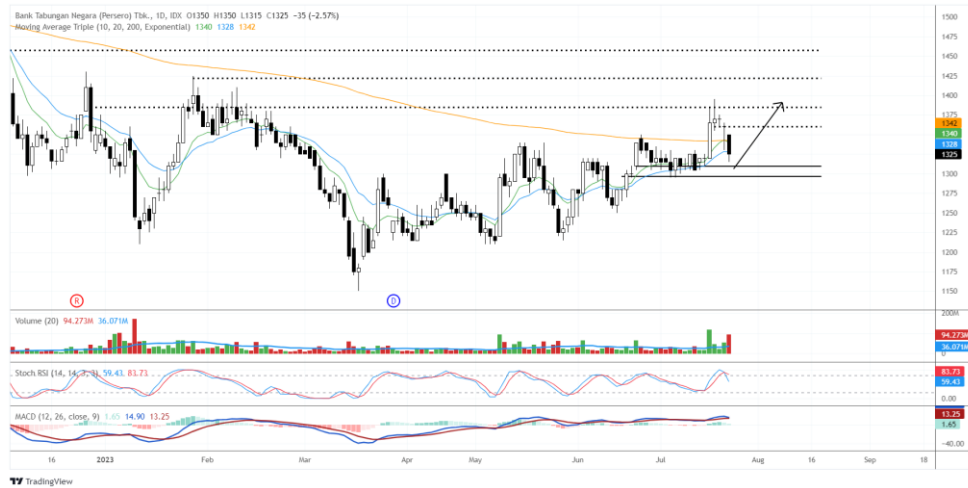 Bank Tabungan Negara (Persero) Tbk., 1D, IDX O1350 H1350 L1315 C1325 -35 (-2.57%)
Moving Average Triple (10, 20, 200, Exponential) 1340 1328 1342
1500
1475
1450
1425
1400
1375
1342
1340
1328
1325
1300
1275
1250
1225
1200
1175
1150
R
D
Volume (20) 94.273M 36.071M
200M
94.273M
36.071M
0
Stoch RSI (14, 14, 3, 3) 59.43 83.73
83.73
59.43
0.00
MACD (12, 26, close, 9) 1.65 14.90 13.25
13.25
1.65
-40.00
16 2023 Feb Mar Apr May Jun Jul Aug 16 Sep 18
TradingView